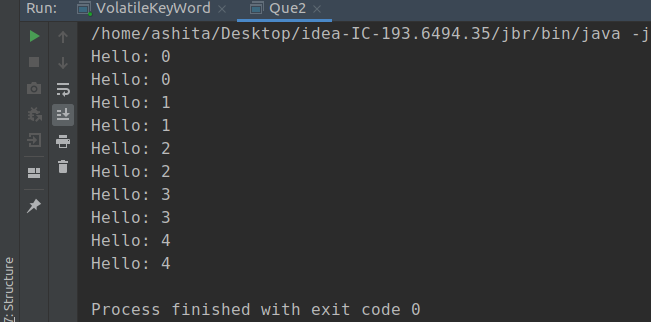 Run: VolatileKeyWord Que2
/home/ashita/Desktop/idea-IC-193.6494.35/jbr/bin/java -j
Hello: 0
Hello: 0
Hello: 1
Hello: 1
Hello: 2
Hello: 2
Hello: 3
Hello: 3
Hello: 4
Hello: 4
Process finished with exit code 0
7: Structure